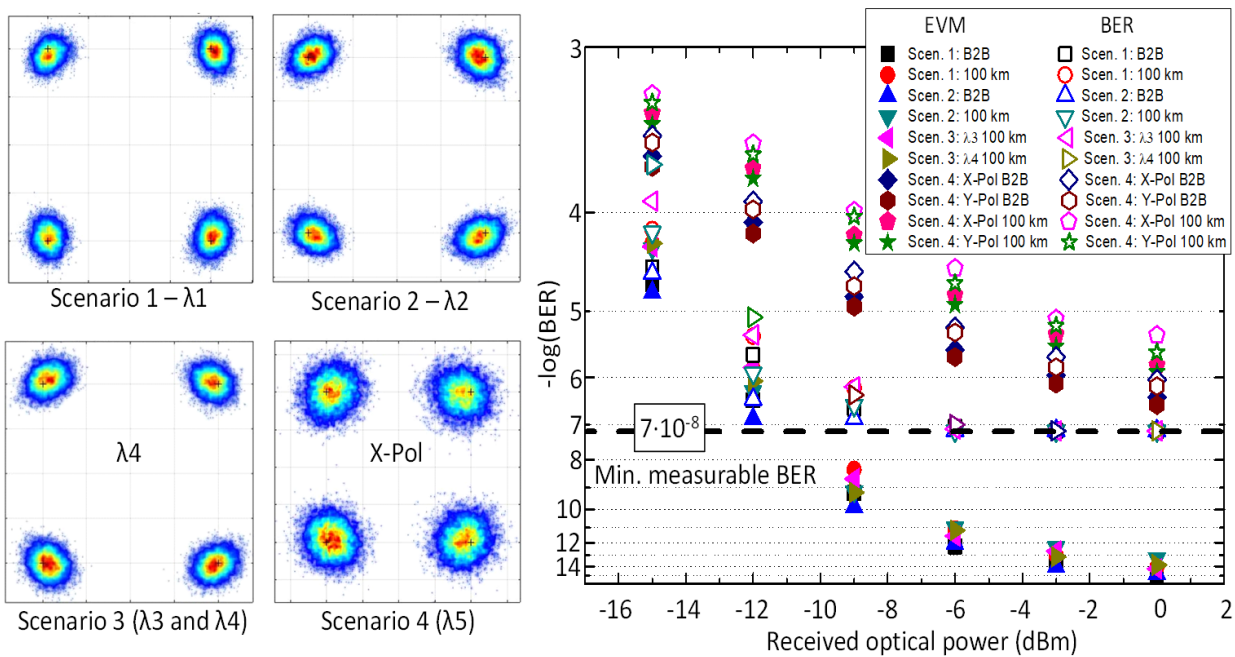 Scenario 1 – λ1
Scenario 2 – λ2
λ4
X-Pol
Scenario 3 (λ3 and λ4)
Scenario 4 (λ5)
EVM BER
Scen. 1: B2B Scen. 1: B2B
Scen. 1: 100 km Scen. 1: 100 km
Scen. 2: B2B Scen. 2: B2B
Scen. 2: 100 km Scen. 2: 100 km
Scen. 3: λ3 100 km Scen. 3: λ3 100 km
Scen. 3: λ4 100 km Scen. 3: λ4 100 km
Scen. 4: X-Pol B2B Scen. 4: X-Pol B2B
Scen. 4: Y-Pol B2B Scen. 4: Y-Pol B2B
Scen. 4: X-Pol 100 km Scen. 4: X-Pol 100 km
Scen. 4: Y-Pol 100 km Scen. 4: Y-Pol 100 km
-log(BER)
3
4
5
6
7
8
10
12
14
7·10⁻⁸
Min. measurable BER
-16 -14 -12 -10 -8 -6 -4 -2 0 2
Received optical power (dBm)